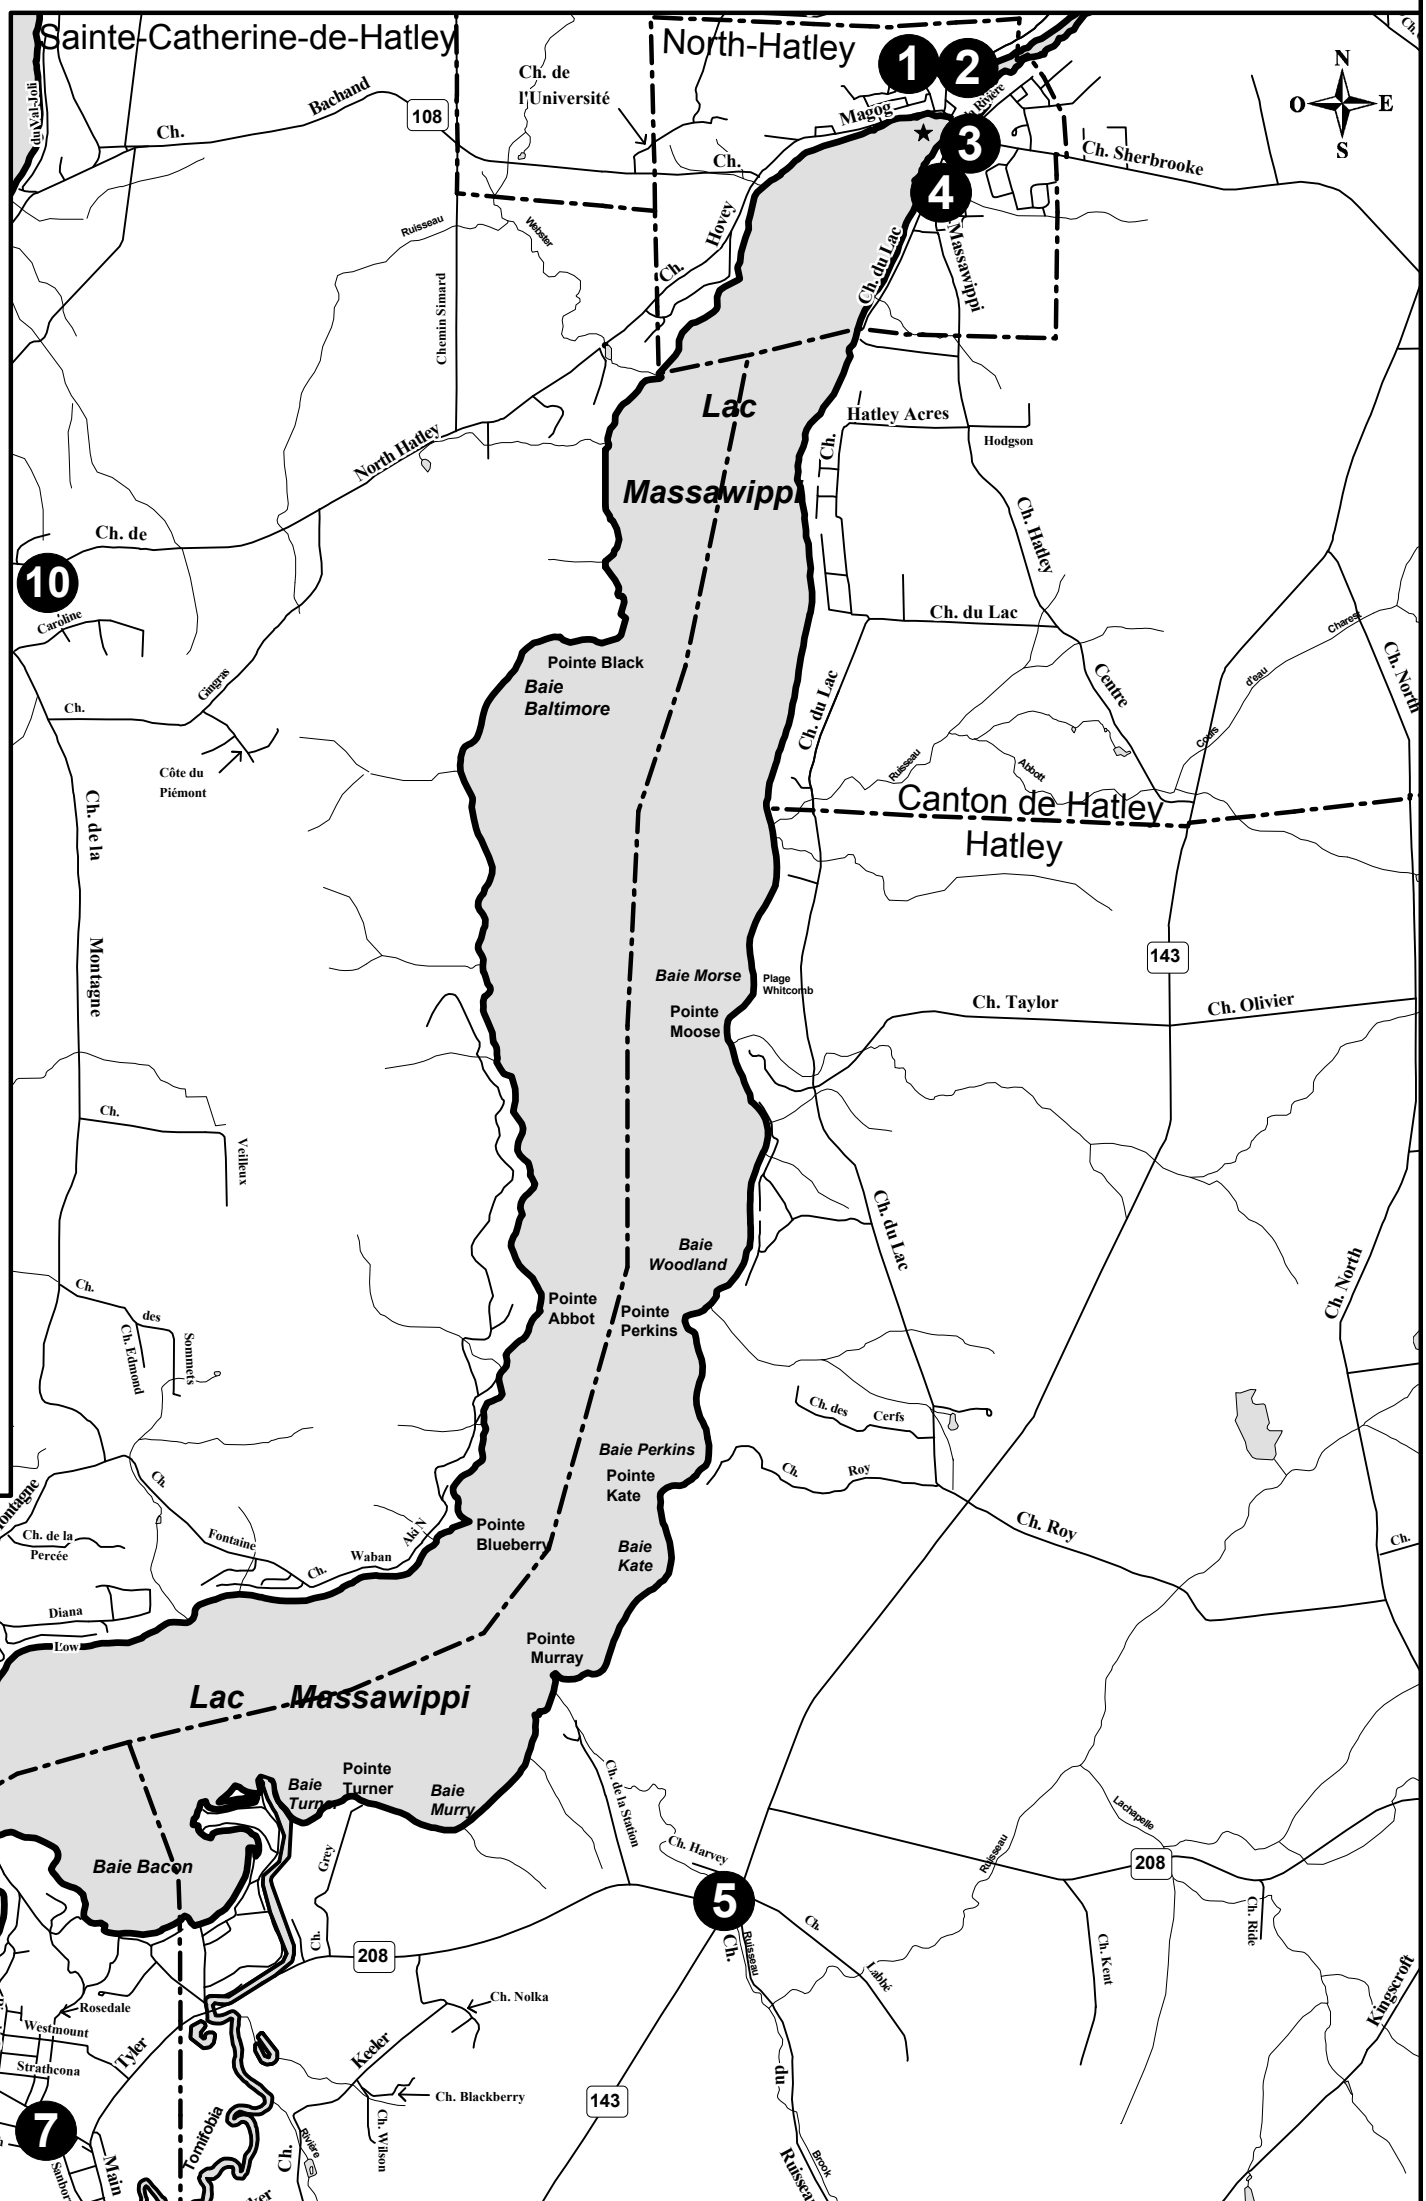 Sainte-Catherine-de-Hatley
North-Hatley
1
2
N
O
E
S
Ch. de
l'Université
du Val-Joli
Ch.
Bachand
108
Magog
la Rivière
3
Ch. Sherbrooke
Ch.
4
Ruisseau
Webster
Hovey
Ch.
Ch. du Lac
Massawippi
Chemin Simard
Lac
Hatley Acres
Hodgson
Ch.
North Hatley
Massawippi
Ch. Hatley
Ch. de
10
Caroline
Ch. du Lac
Charest
Pointe Black
Baie
Baltimore
Gingras
Ch.
Ch. du Lac
Centre
d'eau
Cours
Ch. North
Côte du
Piémont
Ruisseau
Abbott
Ch. de la
Canton de Hatley
Hatley
Montagne
143
Baie Morse
Plage
Whitcomb
Pointe
Moose
Ch. Taylor
Ch. Olivier
Ch.
Veilleux
Ch. du Lac
Baie
Woodland
Ch. North
Ch.
des
Ch. Edmond
Sommets
Pointe
Abbot
Pointe
Perkins
Ch. des
Cerfs
Baie Perkins
Pointe
Kate
Ch.
Roy
Ch.
Fontaine
Ch. de la
Percée
Ch.
Waban
Aki N
Pointe
Blueberry
Baie
Kate
Ch. Roy
Ch.
Diana
Low
Pointe
Murray
Lac Massawippi
Pointe
Turner
Baie
Turner
Baie
Murry
Ch. de la Station
Lachapelle
Ruisseau
Baie Bacon
Grey
Ch.
Ch. Harvey
208
5
Ch.
Ch. Ride
Ch.
Ruisseau
208
Labbé
Ch. Kent
Kingscroft
Ch. Nolka
Rosedale
Westmount
Tyler
Keeler
Strathcona
Ch. Blackberry
143
du
7
Tomifobia
Rivière
Ch. Wilson
Ch.
Main
Brook